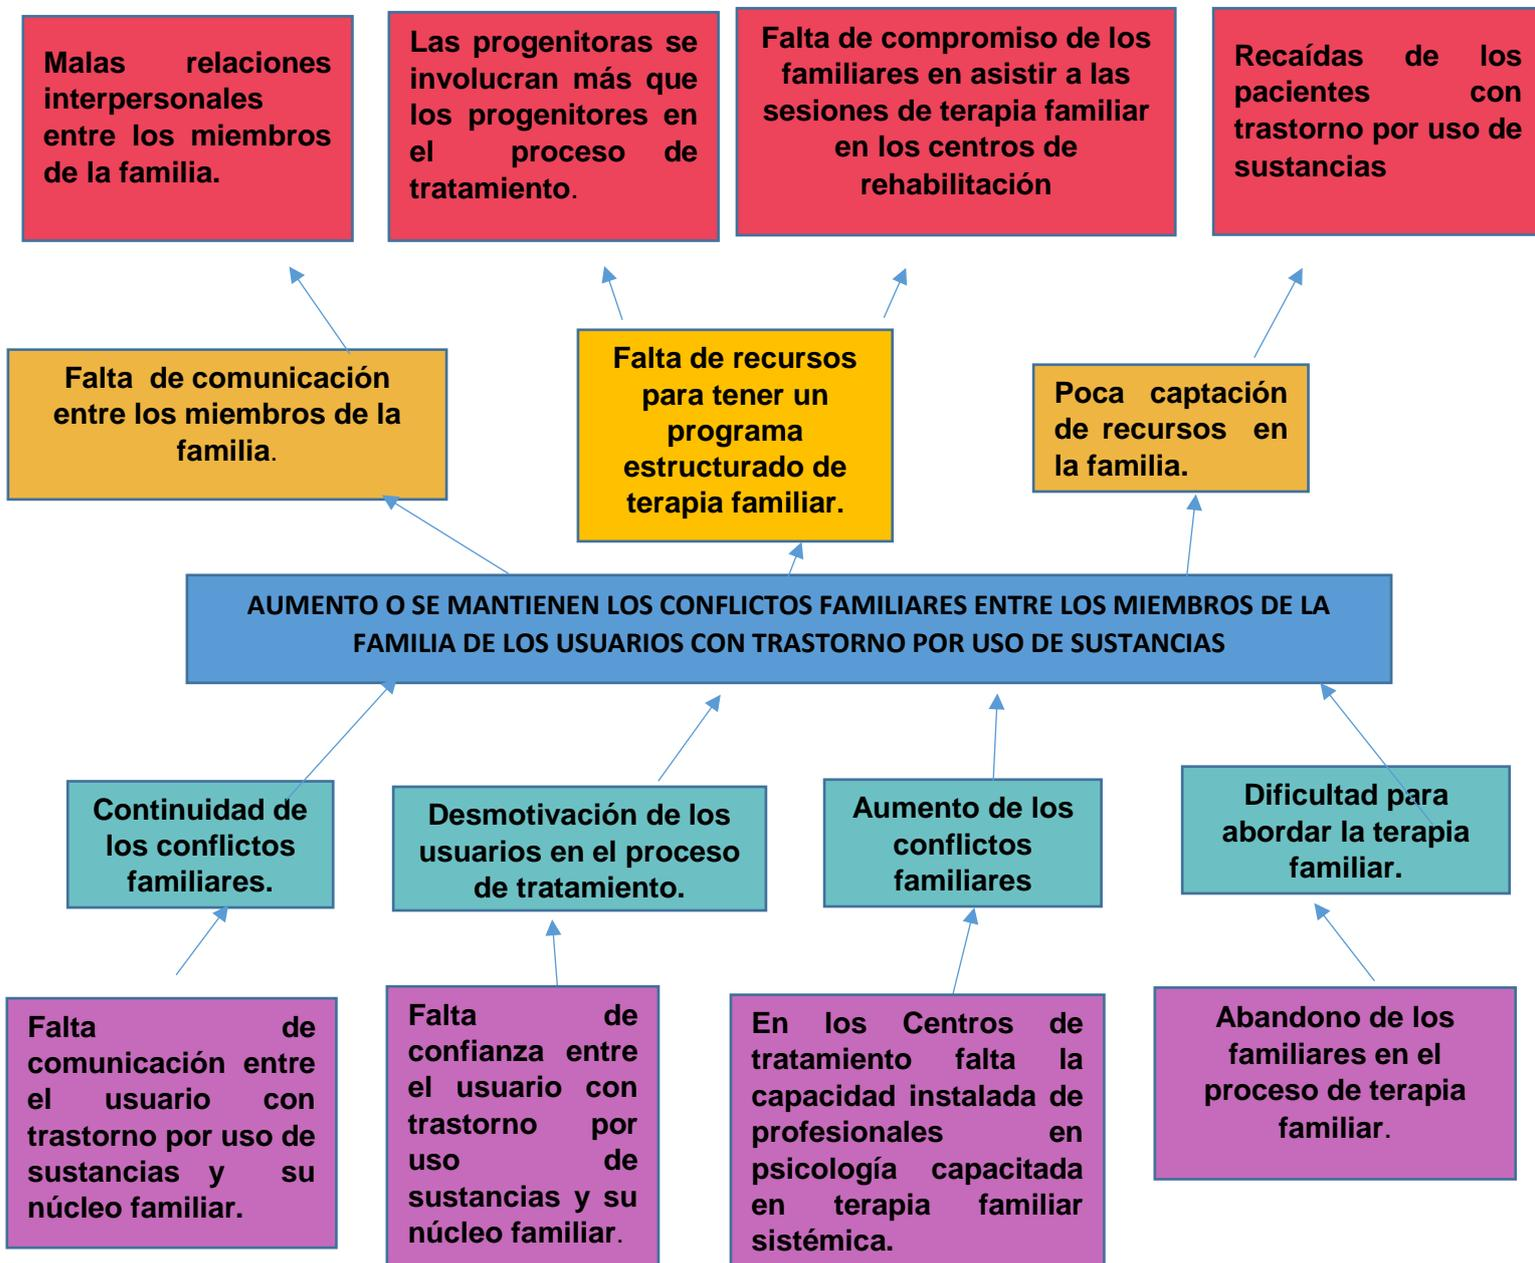 Malas relaciones
interpersonales
entre los miembros
de la familia.
Las progenitoras se
involucran más que
los progenitores en
el proceso de
tratamiento.
Falta de compromiso de los
familiares en asistir a las
sesiones de terapia familiar
en los centros de
rehabilitación
Recaídas de los
pacientes con
trastorno por uso de
sustancias
Falta de comunicación
entre los miembros de la
familia.
Falta de recursos
para tener un
programa
estructurado de
terapia familiar.
Poca captación
de recursos en
la familia.
AUMENTO O SE MANTIENEN LOS CONFLICTOS FAMILIARES ENTRE LOS MIEMBROS DE LA
FAMILIA DE LOS USUARIOS CON TRASTORNO POR USO DE SUSTANCIAS
Continuidad de
los conflictos
familiares.
Desmotivación de los
usuarios en el proceso
de tratamiento.
Aumento de los
conflictos
familiares
Dificultad para
abordar la terapia
familiar.
Falta de
comunicación entre
el usuario con
trastorno por uso de
sustancias y su
núcleo familiar.
Falta de
confianza entre
el usuario con
trastorno por
uso de
sustancias y su
núcleo familiar.
En los Centros de
tratamiento falta la
capacidad instalada de
profesionales en
psicología capacitada
en terapia familiar
sistémica.
Abandono de los
familiares en el
proceso de terapia
familiar.